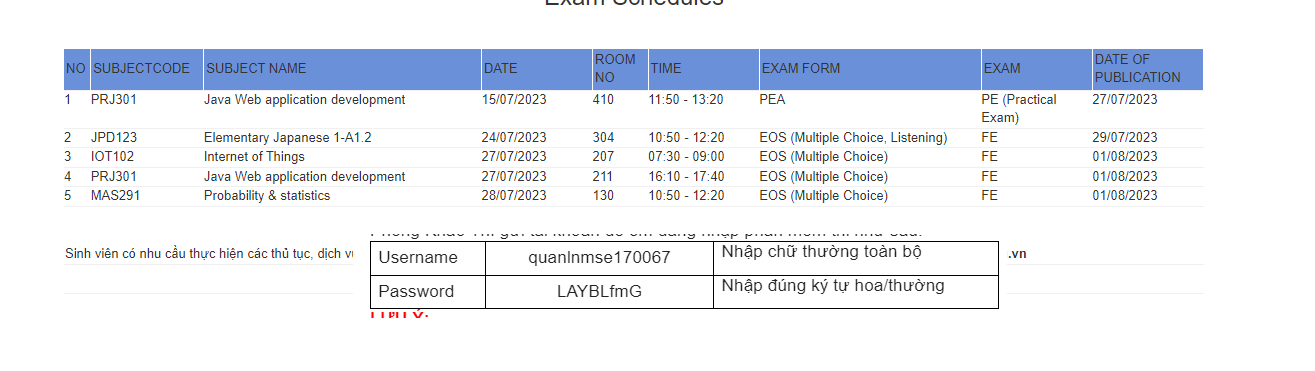 Exam Schedules
NO SUBJECTCODE SUBJECT NAME DATE ROOM NO TIME EXAM FORM EXAM DATE OF PUBLICATION
1 PRJ301 Java Web application development 15/07/2023 410 11:50 - 13:20 PEA PE (Practical Exam) 27/07/2023
2 JPD123 Elementary Japanese 1-A1.2 24/07/2023 304 10:50 - 12:20 EOS (Multiple Choice, Listening) FE 29/07/2023
3 IOT102 Internet of Things 27/07/2023 207 07:30 - 09:00 EOS (Multiple Choice) FE 01/08/2023
4 PRJ301 Java Web application development 27/07/2023 211 16:10 - 17:40 EOS (Multiple Choice) FE 01/08/2023
5 MAS291 Probability & statistics 28/07/2023 130 10:50 - 12:20 EOS (Multiple Choice) FE 01/08/2023
Sinh viên có nhu cầu thực hiện các thủ tục, dịch .vn
Username quanlnmse170067 Nhập chữ thường toàn bộ
Password LAYBLfmG Nhập đúng ký tự hoa/thường